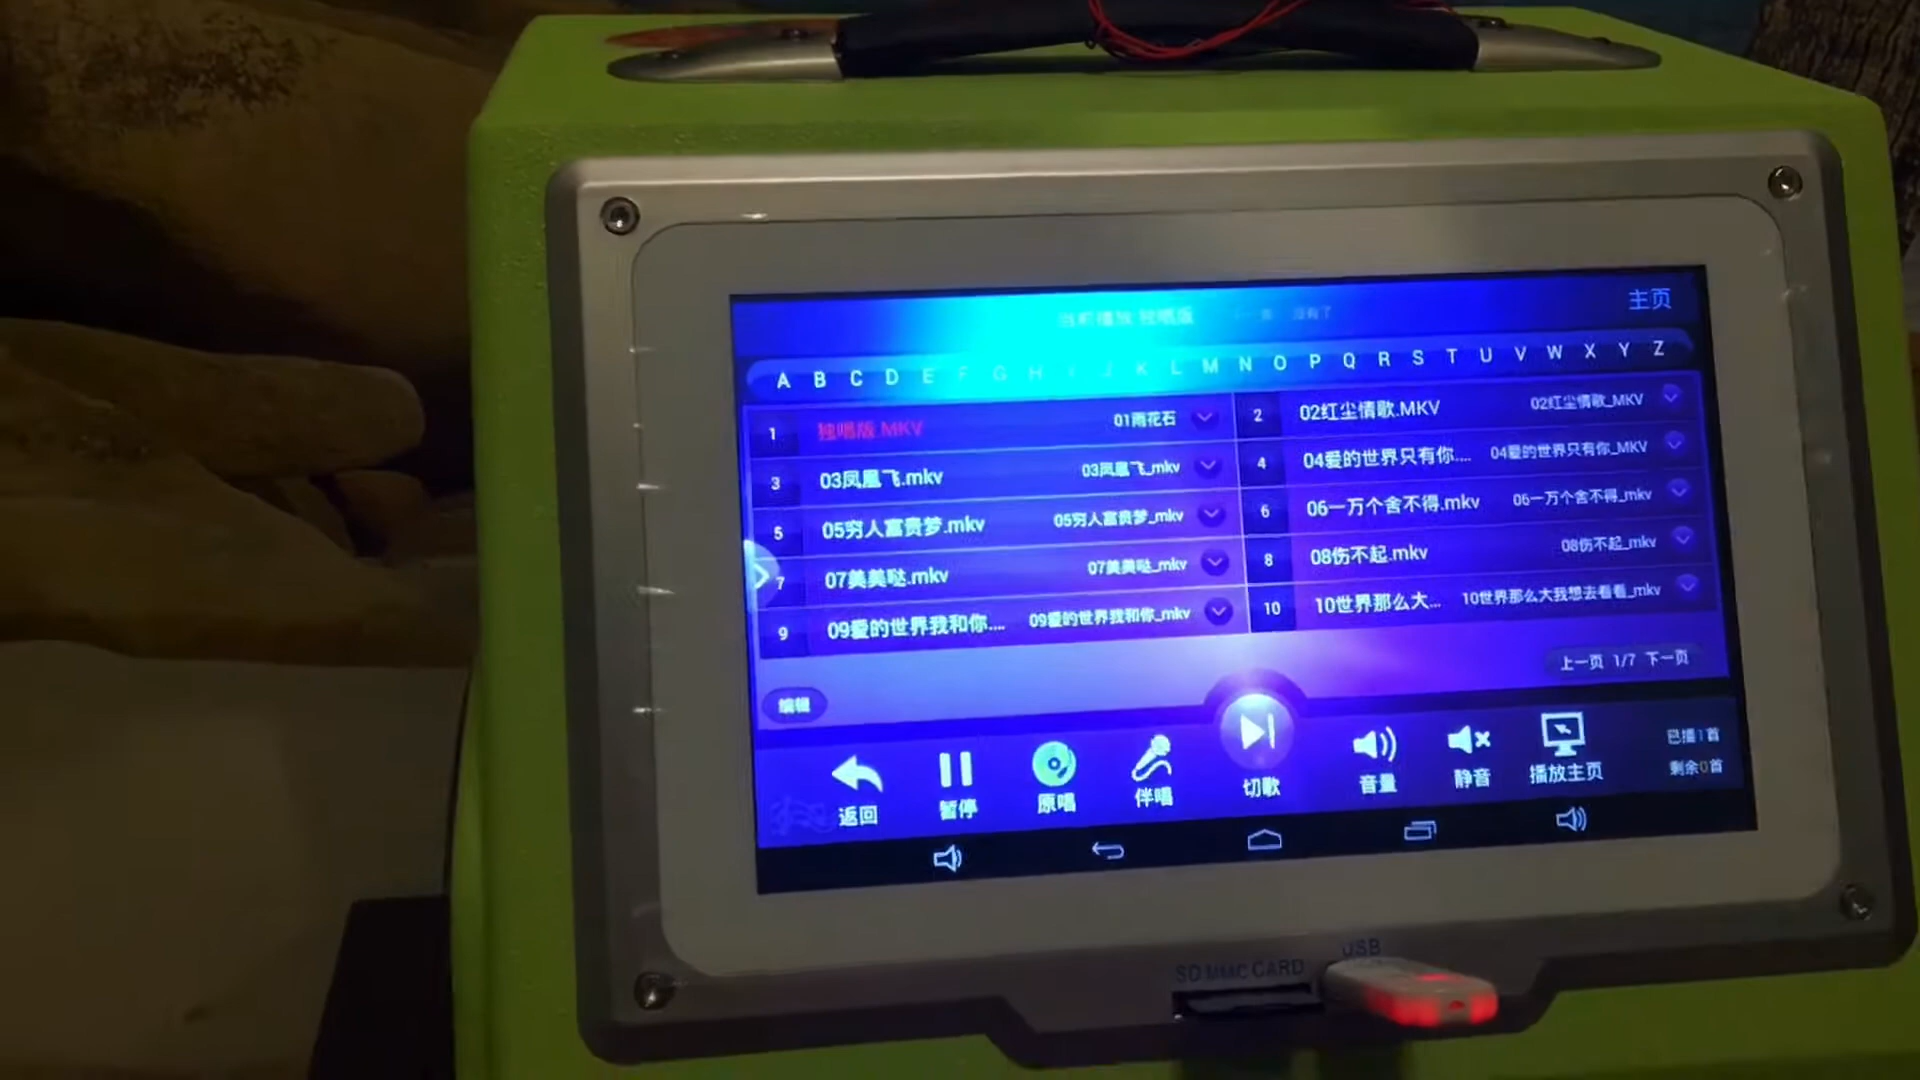 主页
当前播放 独唱版 下一首 没有了
A B C D E F G H I J K L M N O P Q R S T U V W X Y Z
1 独唱版.MKV 01雨花石
2 02红尘情歌.MKV 02红尘情歌_MKV
3 03凤凰飞.mkv 03凤凰飞_mkv
4 04爱的世界只有你.... 04爱的世界只有你_MKV
5 05穷人富贵梦.mkv 05穷人富贵梦_mkv
6 06一万个舍不得.mkv 06一万个舍不得_mkv
7 07美美哒.mkv 07美美哒_mkv
8 08伤不起.mkv 08伤不起_mkv
9 09爱的世界我和你.... 09爱的世界我和你_mkv
10 10世界那么大... 10世界那么大我想去看看_mkv
上一页 1/7 下一页
编辑
返回 暂停 原唱 伴唱 切歌 音量 静音 播放主页
已播1首
剩余0首
SD MMC CARD USB